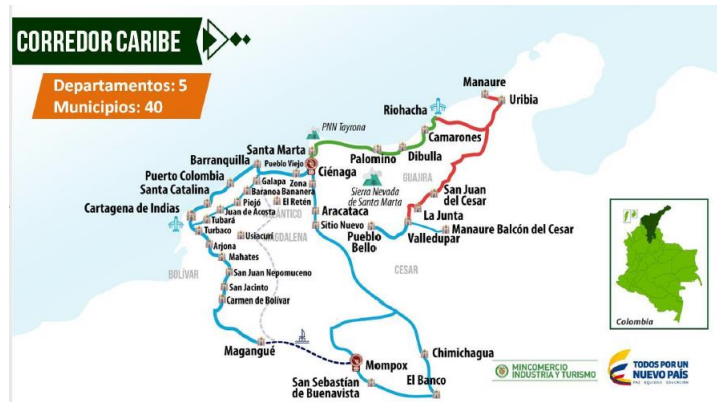 CORREDOR CARIBE
Departamentos: 5
Municipios: 40
Manaure
Uribia
Riohacha
PNN Tayrona
Camarones
Santa Marta
Dibulla
Palomino
Barranquilla
Pueblo Viejo
Ciénaga
GUAJIRA
Puerto Colombia
Galapa
Zona
Bananera
Sierra Nevada
de Santa Marta
Santa Catalina
Baranoa
San Juan
del Cesar
Piojó
El Retén
Cartagena de Indias
Juan de Acosta
ATLÁNTICO
Aracataca
La Junta
Tubará
Sitio Nuevo
Turbaco
Usiacurí
MAGDALENA
Pueblo
Bello
Valledupar
Manaure Balcón del Cesar
Arjona
Mahates
BOLÍVAR
San Juan Nepomuceno
CESAR
San Jacinto
Carmen de Bolívar
Colombia
Magangué
Mompox
Chimichagua
San Sebastián
de Buenavista
El Banco
MINCOMERCIO
INDUSTRIA Y TURISMO
TODOS POR UN
NUEVO PAÍS
PAZ EQUIDAD EDUCACIÓN